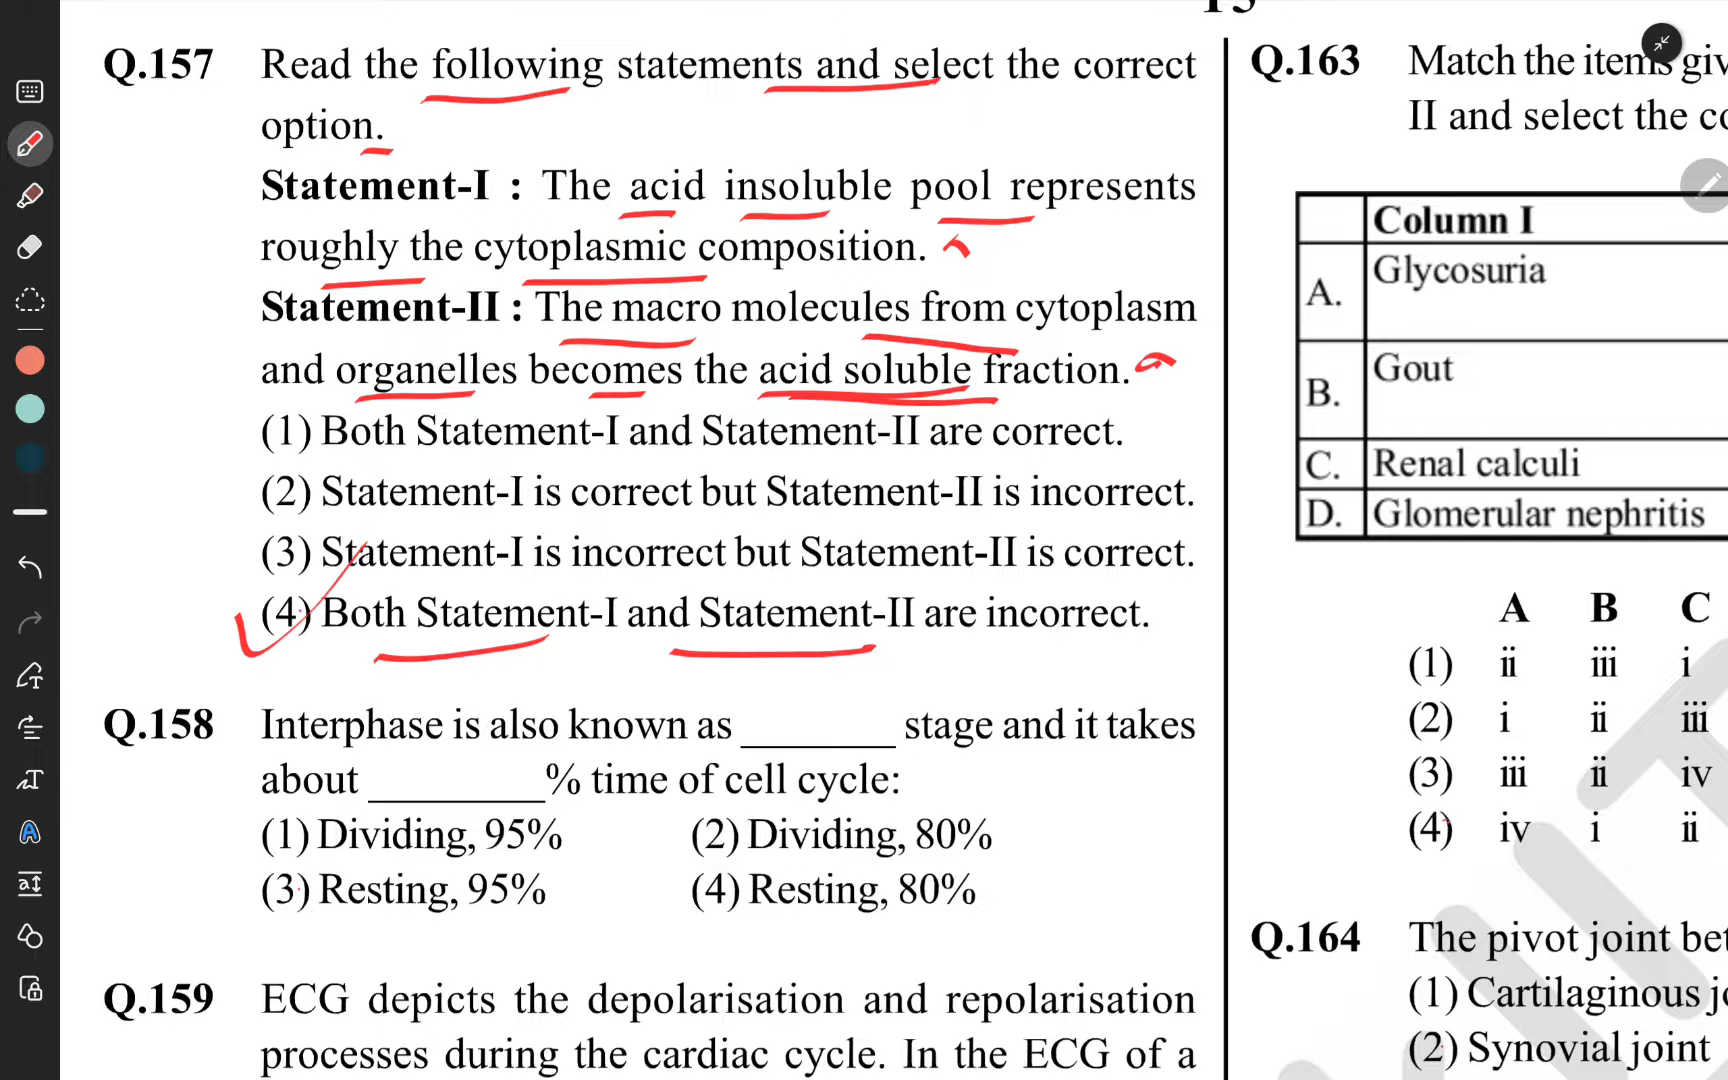 Q.157 Read the following statements and select the correct
option.
Statement-I : The acid insoluble pool represents
roughly the cytoplasmic composition.
Statement-II : The macro molecules from cytoplasm
and organelles becomes the acid soluble fraction.
(1) Both Statement-I and Statement-II are correct.
(2) Statement-I is correct but Statement-II is incorrect.
(3) Statement-I is incorrect but Statement-II is correct.
(4) Both Statement-I and Statement-II are incorrect.
Q.158 Interphase is also known as ________ stage and it takes
about _________% time of cell cycle:
(1) Dividing, 95% (2) Dividing, 80%
(3) Resting, 95% (4) Resting, 80%
Q.159 ECG depicts the depolarisation and repolarisation
processes during the cardiac cycle. In the ECG of a
Q.163 Match the items giv
II and select the co
Column I
A. Glycosuria
B. Gout
C. Renal calculi
D. Glomerular nephritis
A B C
(1) ii iii i
(2) i ii iii
(3) iii ii iv
(4) iv i ii
Q.164 The pivot joint bet
(1) Cartilaginous jo
(2) Synovial joint